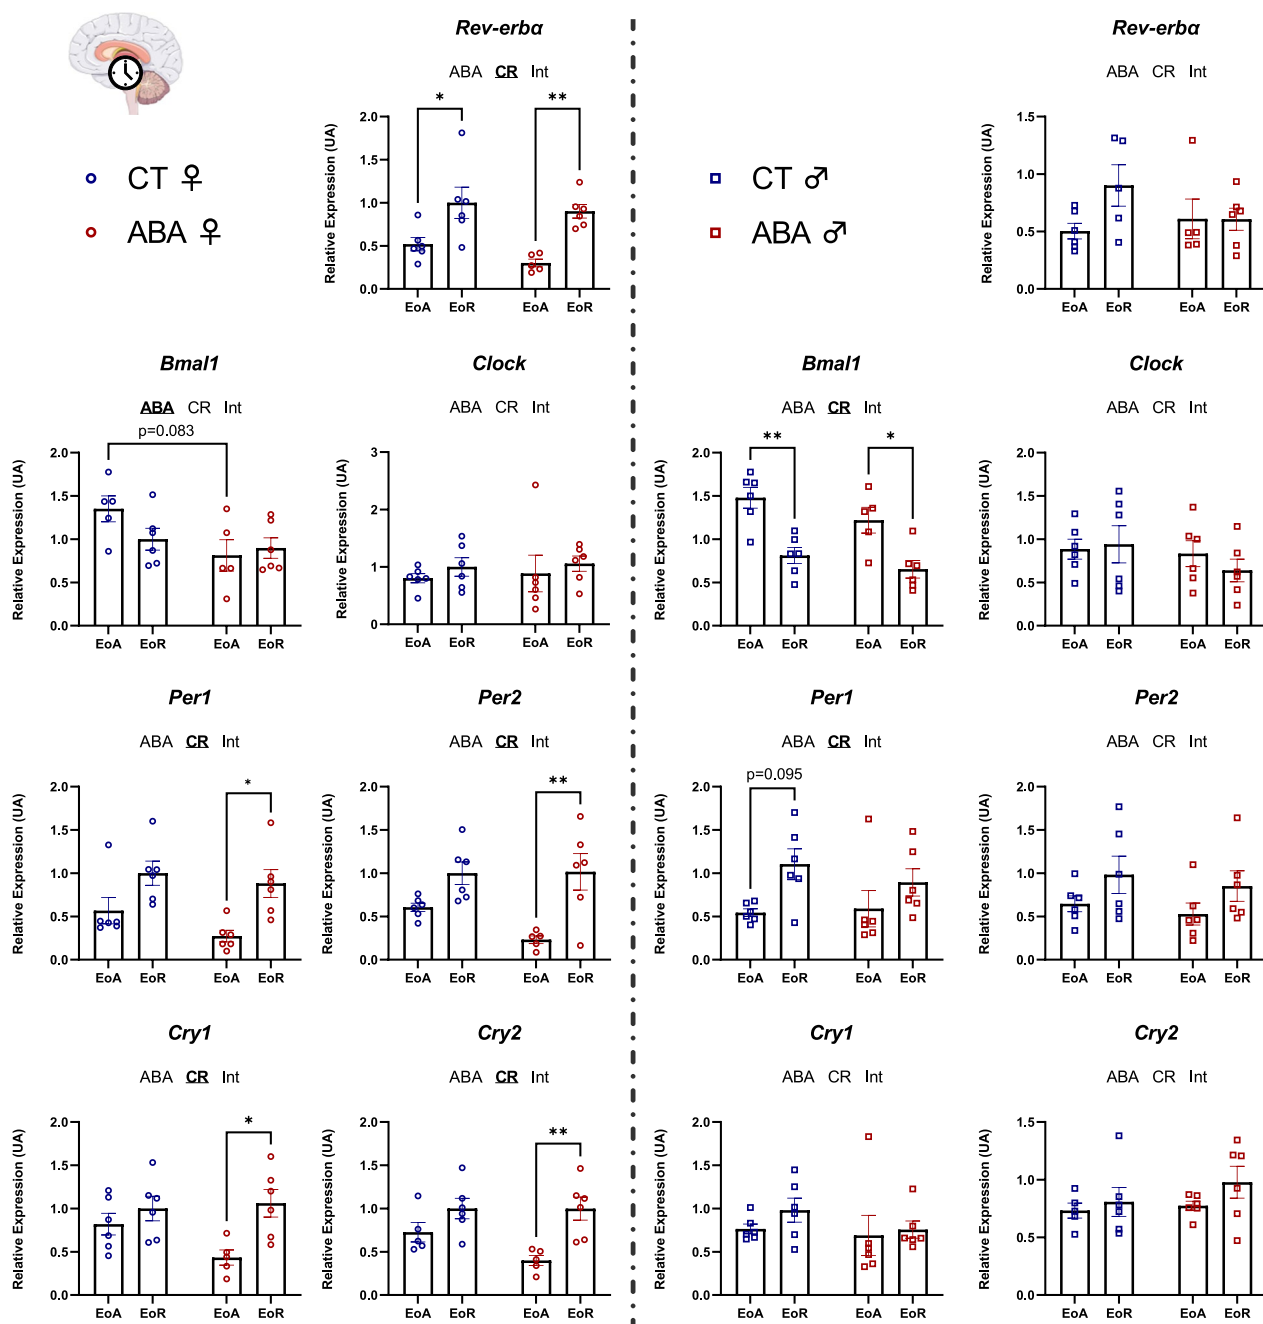 Rev-erbα
ABA CR Int
*
**
Relative Expression (UA)
2.0
1.5
1.0
0.5
0.0
EoA EoR EoA EoR
CT ♀
ABA ♀
CT ♂
ABA ♂
Rev-erbα
ABA CR Int
Relative Expression (UA)
1.5
1.0
0.5
0.0
EoA EoR EoA EoR
Bmal1
ABA CR Int
p=0.083
Relative Expression (UA)
2.0
1.5
1.0
0.5
0.0
EoA EoR EoA EoR
Clock
ABA CR Int
Relative Expression (UA)
3
2
1
0
EoA EoR EoA EoR
Bmal1
ABA CR Int
**
*
Relative Expression (UA)
2.0
1.5
1.0
0.5
0.0
EoA EoR EoA EoR
Clock
ABA CR Int
Relative Expression (UA)
2.0
1.5
1.0
0.5
0.0
EoA EoR EoA EoR
Per1
ABA CR Int
*
Relative Expression (UA)
2.0
1.5
1.0
0.5
0.0
EoA EoR EoA EoR
Per2
ABA CR Int
**
Relative Expression (UA)
2.0
1.5
1.0
0.5
0.0
EoA EoR EoA EoR
Per1
ABA CR Int
p=0.095
Relative Expression (UA)
2.0
1.5
1.0
0.5
0.0
EoA EoR EoA EoR
Per2
ABA CR Int
Relative Expression (UA)
2.0
1.5
1.0
0.5
0.0
EoA EoR EoA EoR
Cry1
ABA CR Int
*
Relative Expression (UA)
2.0
1.5
1.0
0.5
0.0
EoA EoR EoA EoR
Cry2
ABA CR Int
**
Relative Expression (UA)
2.0
1.5
1.0
0.5
0.0
EoA EoR EoA EoR
Cry1
ABA CR Int
Relative Expression (UA)
2.0
1.5
1.0
0.5
0.0
EoA EoR EoA EoR
Cry2
ABA CR Int
Relative Expression (UA)
1.5
1.0
0.5
0.0
EoA EoR EoA EoR